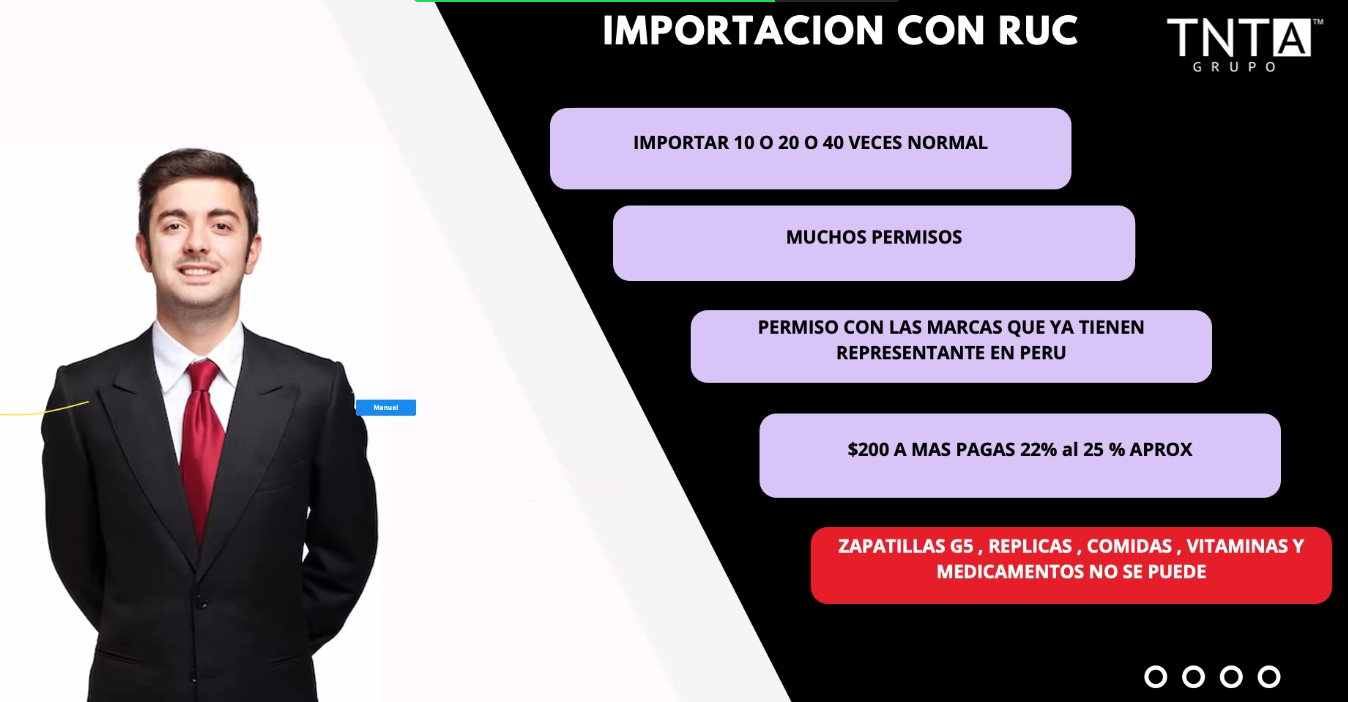 IMPORTACION CON RUC
TNTA™
GRUPO
IMPORTAR 10 O 20 O 40 VECES NORMAL
MUCHOS PERMISOS
PERMISO CON LAS MARCAS QUE YA TIENEN
REPRESENTANTE EN PERU
Manuel
$200 A MAS PAGAS 22% al 25 % APROX
ZAPATILLAS G5 , REPLICAS , COMIDAS , VITAMINAS Y
MEDICAMENTOS NO SE PUEDE